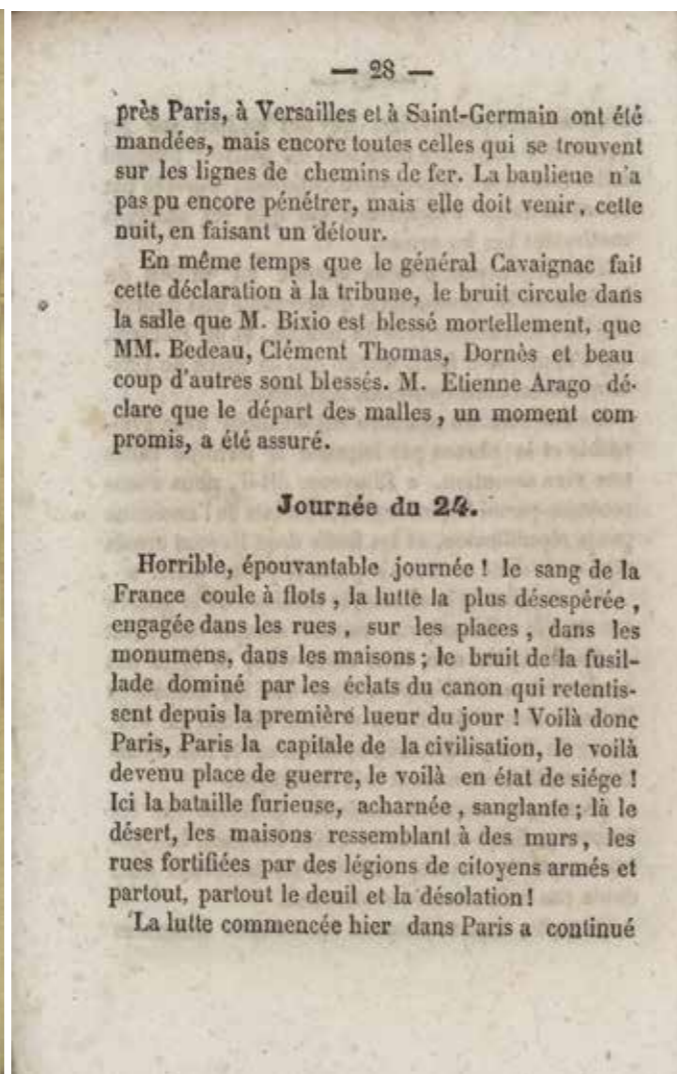 — 28 —
près Paris, à Versailles et à Saint-Germain ont été
mandées, mais encore toutes celles qui se trouvent
sur les lignes de chemins de fer. La banlieue n'a
pas pu encore pénétrer, mais elle doit venir, cette
nuit, en faisant un détour.
En même temps que le général Cavaignac fait
cette déclaration à la tribune, le bruit circule dans
la salle que M. Bixio est blessé mortellement, que
MM. Bedeau, Clément Thomas, Dornès et beau
coup d'autres sont blessés. M. Etienne Arago dé-
clare que le départ des malles, un moment com
promis, a été assuré.
Journée du 24.
Horrible, épouvantable journée ! le sang de la
France coule à flots, la lutte la plus désespérée,
engagée dans les rues, sur les places, dans les
monumens, dans les maisons ; le bruit de la fusil-
lade dominé par les éclats du canon qui retentis-
sent depuis la première lueur du jour ! Voilà donc
Paris, Paris la capitale de la civilisation, le voilà
devenu place de guerre, le voilà en état de siége !
Ici la bataille furieuse, acharnée, sanglante ; là le
désert, les maisons ressemblant à des murs, les
rues fortifiées par des légions de citoyens armés et
partout, partout le deuil et la désolation !
La lutte commencée hier dans Paris a continué